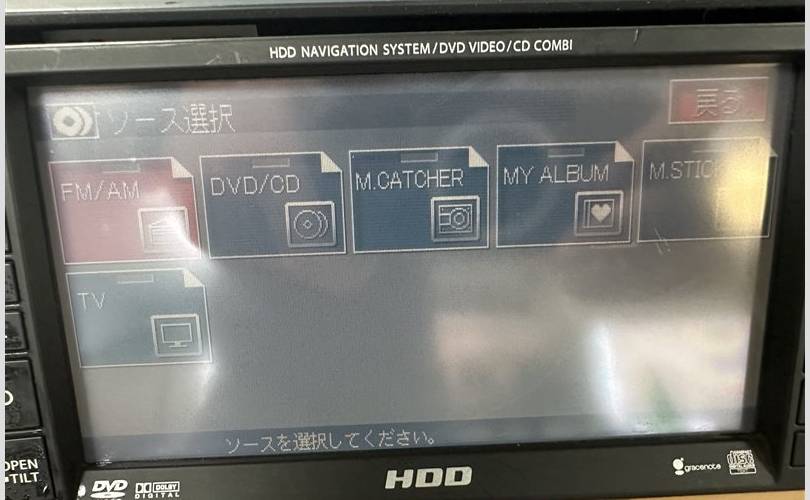 HDD NAVIGATION SYSTEM/DVD VIDEO/CD COMBI
ソース選択
戻る
FM/AM
DVD/CD
M.CATCHER
MY ALBUM
M.STIC
TV
ソースを選択してください。
OPEN
TILT
DVD
DOLBY
DIGITAL
HDD
gracenote